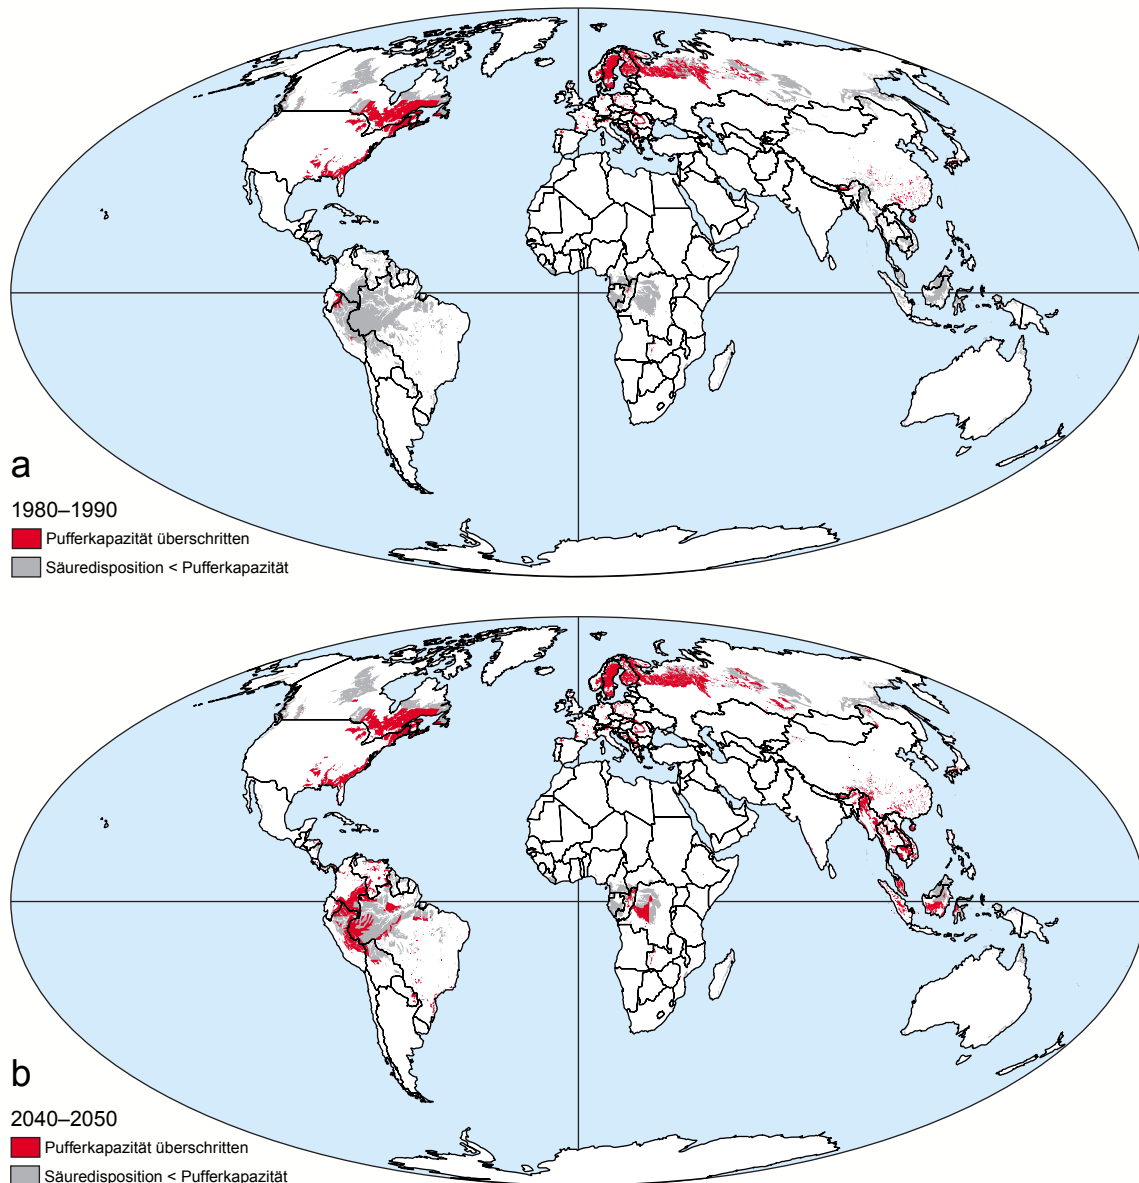 a
1980–1990
Pufferkapazität überschritten
Säuredisposition < Pufferkapazität
b
2040–2050
Pufferkapazität überschritten
Säuredisposition < Pufferkapazität